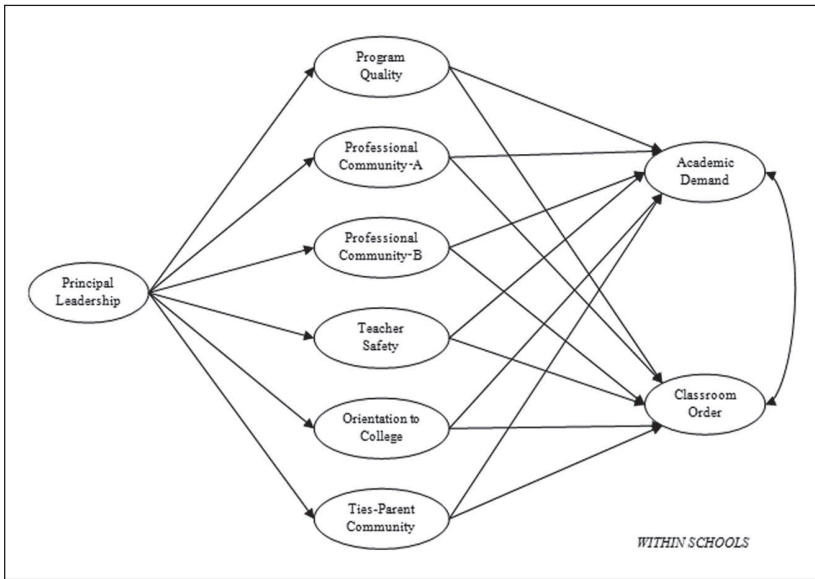 Program
Quality
Professional
Community-A
Academic
Demand
Professional
Community-B
Principal
Leadership
Teacher
Safety
Classroom
Order
Orientation to
College
Ties-Parent
Community
WITHIN SCHOOLS